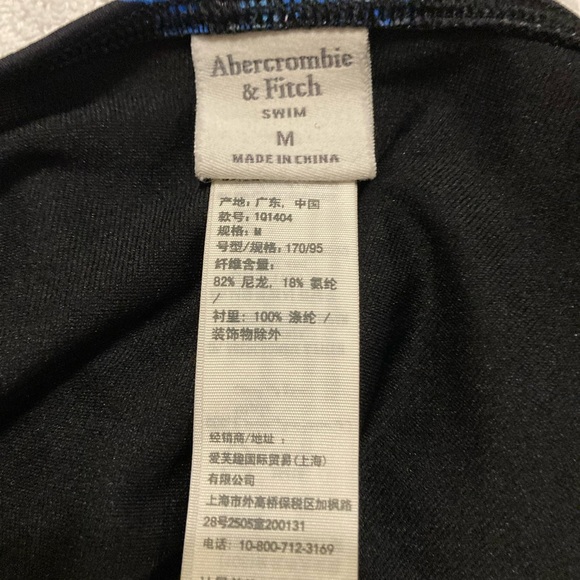 Abercrombie
& Fitch
SWIM
M
MADE IN CHINA
产地: 广东, 中国
款号: 1Q1404
规格: M
号型/规格: 170/95
纤维含量:
82% 尼龙, 18% 氨纶
/
衬里: 100% 涤纶 /
装饰物除外
经销商/地址 :
爱芙趣国际贸易(上海)
有限公司
上海市外高桥保税区加枫路
28号2505室200131
电话: 10-800-712-3169